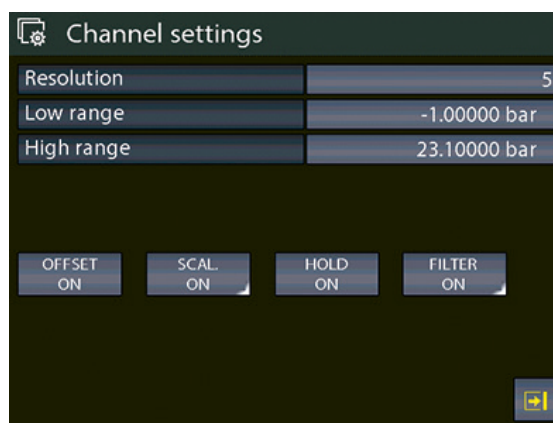 Channel settings
Resolution 5
Low range -1.00000 bar
High range 23.10000 bar
OFFSET SCAL. HOLD FILTER
ON ON ON ON